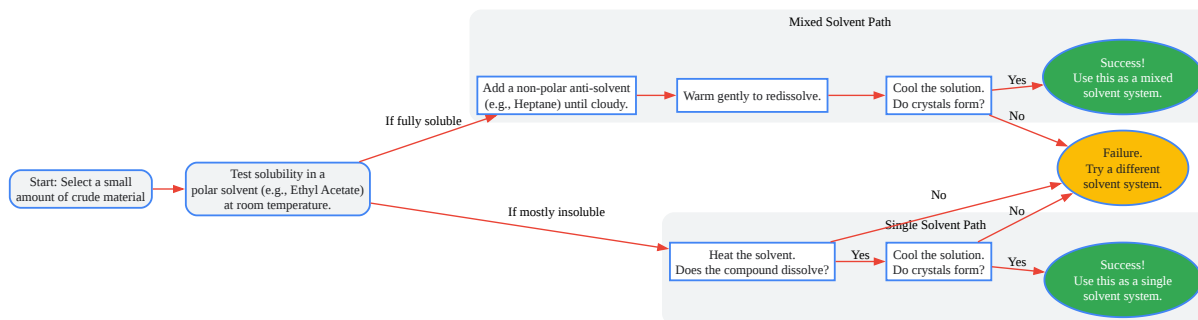 Mixed Solvent Path
Start: Select a small
amount of crude material
Test solubility in a
polar solvent (e.g., Ethyl Acetate)
at room temperature.
If fully soluble
Add a non-polar anti-solvent
(e.g., Heptane) until cloudy.
Warm gently to redissolve.
Cool the solution.
Do crystals form?
Yes
Success!
Use this as a mixed
solvent system.
No
Failure.
Try a different
solvent system.
If mostly insoluble
Single Solvent Path
Heat the solvent.
Does the compound dissolve?
No
Yes
Cool the solution.
Do crystals form?
No
Yes
Success!
Use this as a single
solvent system.